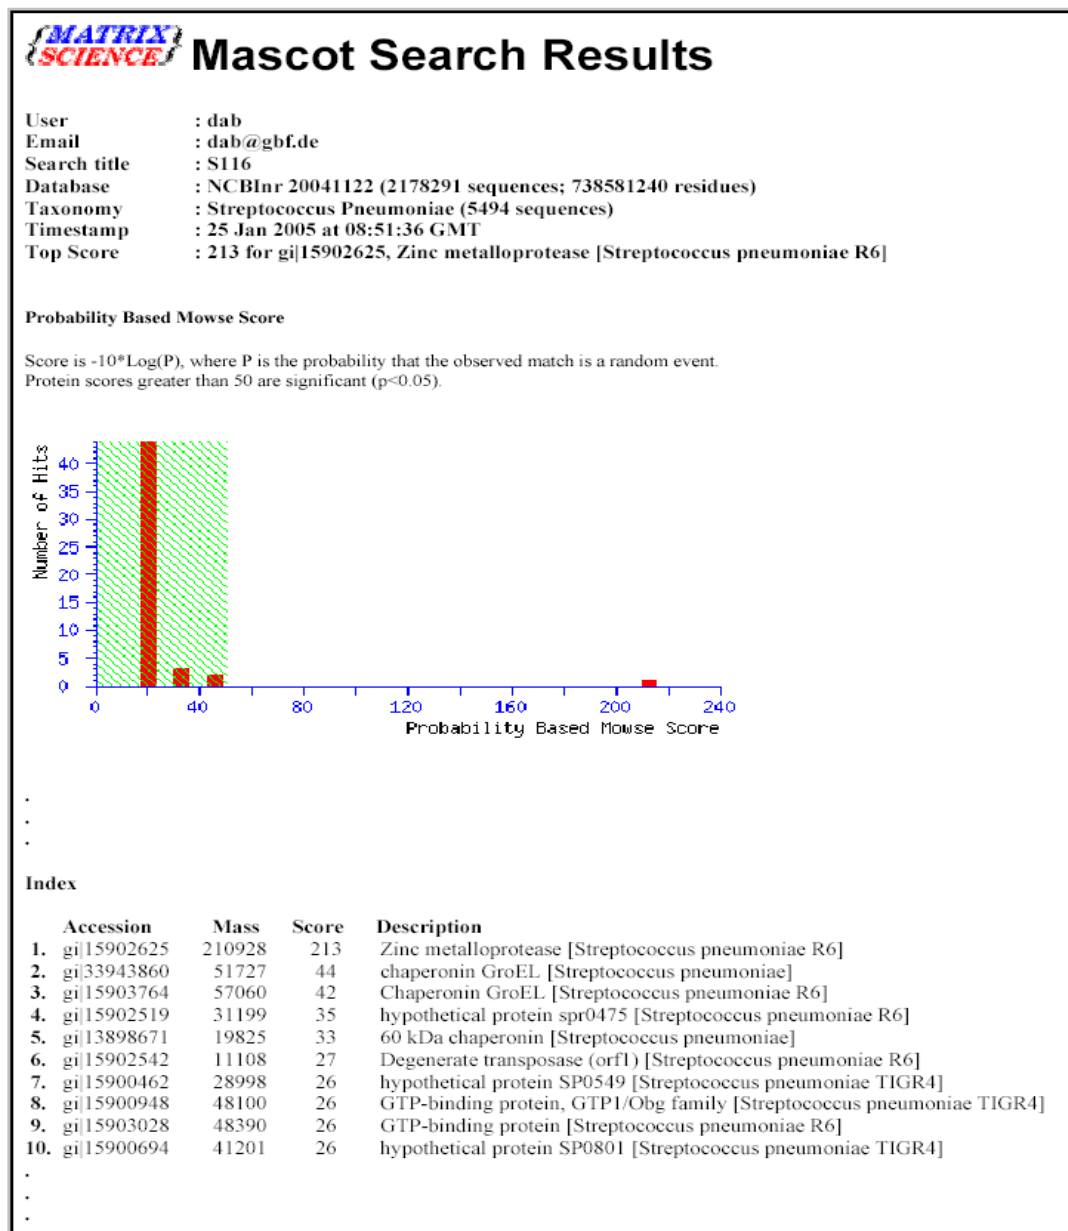 {MATRIX
SCIENCE} Mascot Search Results
User : dab
Email : dab@gbf.de
Search title : S116
Database : NCBInr 20041122 (2178291 sequences; 738581240 residues)
Taxonomy : Streptococcus Pneumoniae (5494 sequences)
Timestamp : 25 Jan 2005 at 08:51:36 GMT
Top Score : 213 for gi|15902625, Zinc metalloprotease [Streptococcus pneumoniae R6]
Probability Based Mowse Score
Score is -10*Log(P), where P is the probability that the observed match is a random event.
Protein scores greater than 50 are significant (p<0.05).
Number of Hits
40
35
30
25
20
15
10
5
0
0 40 80 120 160 200 240
Probability Based Mowse Score
.
.
.
Index
Accession Mass Score Description
1. gi|15902625 210928 213 Zinc metalloprotease [Streptococcus pneumoniae R6]
2. gi|33943860 51727 44 chaperonin GroEL [Streptococcus pneumoniae]
3. gi|15903764 57060 42 Chaperonin GroEL [Streptococcus pneumoniae R6]
4. gi|15902519 31199 35 hypothetical protein spr0475 [Streptococcus pneumoniae R6]
5. gi|13898671 19825 33 60 kDa chaperonin [Streptococcus pneumoniae]
6. gi|15902542 11108 27 Degenerate transposase (orf1) [Streptococcus pneumoniae R6]
7. gi|15900462 28998 26 hypothetical protein SP0549 [Streptococcus pneumoniae TIGR4]
8. gi|15900948 48100 26 GTP-binding protein, GTP1/Obg family [Streptococcus pneumoniae TIGR4]
9. gi|15903028 48390 26 GTP-binding protein [Streptococcus pneumoniae R6]
10. gi|15900694 41201 26 hypothetical protein SP0801 [Streptococcus pneumoniae TIGR4]
.
.
.